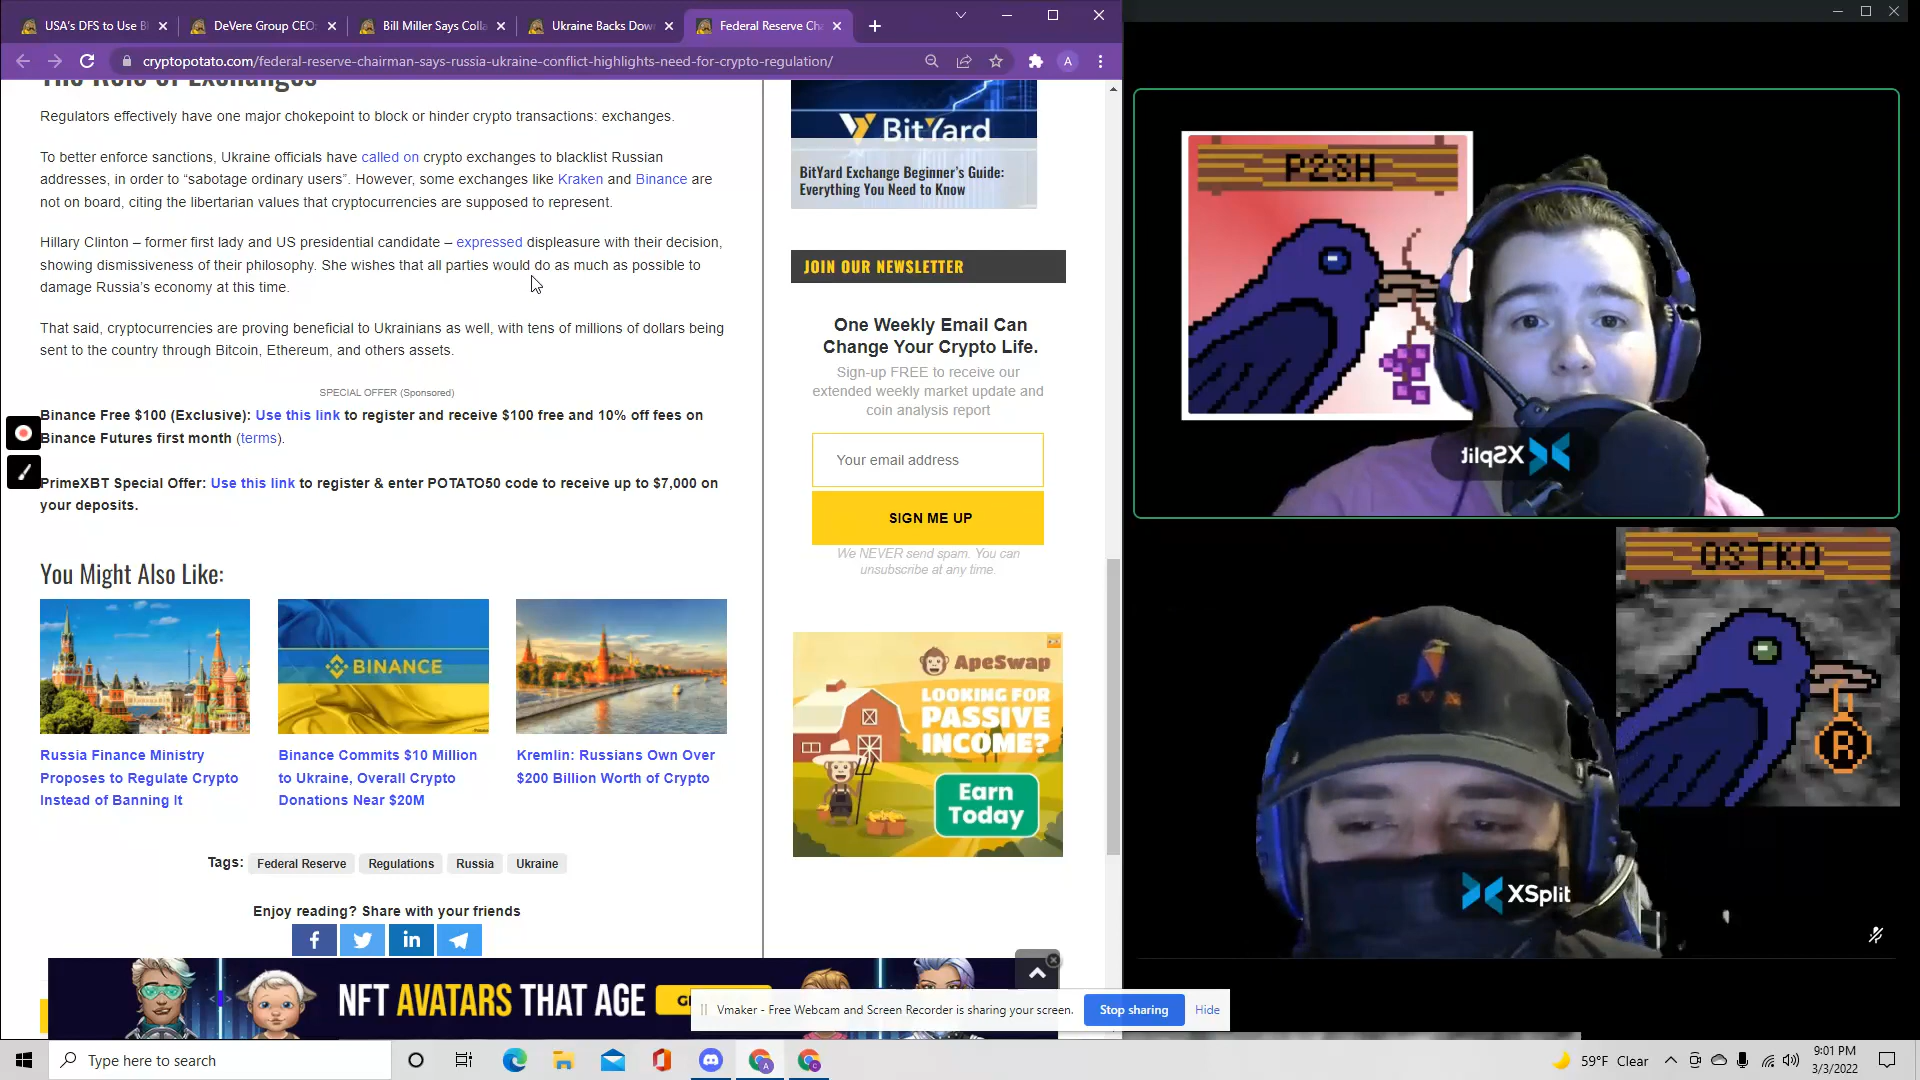 USA's DFS to Use B
DeVere Group CEO:
Bill Miller Says Colla
Ukraine Backs Dow
Federal Reserve Cha
cryptopotato.com/federal-reserve-chairman-says-russia-ukraine-conflict-highlights-need-for-crypto-regulation/
A
The Role of Exchanges
Regulators effectively have one major chokepoint to block or hinder crypto transactions: exchanges.
To better enforce sanctions, Ukraine officials have called on crypto exchanges to blacklist Russian
addresses, in order to “sabotage ordinary users”. However, some exchanges like Kraken and Binance are
not on board, citing the libertarian values that cryptocurrencies are supposed to represent.
Hillary Clinton – former first lady and US presidential candidate – expressed displeasure with their decision,
showing dismissiveness of their philosophy. She wishes that all parties would do as much as possible to
damage Russia’s economy at this time.
That said, cryptocurrencies are proving beneficial to Ukrainians as well, with tens of millions of dollars being
sent to the country through Bitcoin, Ethereum, and others assets.
SPECIAL OFFER (Sponsored)
Binance Free $100 (Exclusive): Use this link to register and receive $100 free and 10% off fees on
Binance Futures first month (terms).
PrimeXBT Special Offer: Use this link to register & enter POTATO50 code to receive up to $7,000 on
your deposits.
You Might Also Like:
BINANCE
Russia Finance Ministry
Proposes to Regulate Crypto
Instead of Banning It
Binance Commits $10 Million
to Ukraine, Overall Crypto
Donations Near $20M
Kremlin: Russians Own Over
$200 Billion Worth of Crypto
Tags: Federal Reserve Regulations Russia Ukraine
Enjoy reading? Share with your friends
BitYard
BitYard Exchange Beginner's Guide:
Everything You Need to Know
JOIN OUR NEWSLETTER
One Weekly Email Can
Change Your Crypto Life.
Sign-up FREE to receive our
extended weekly market update and
coin analysis report
Your email address
SIGN ME UP
We NEVER send spam. You can
unsubscribe at any time.
ApeSwap
LOOKING FOR
PASSIVE
INCOME?
Earn
Today
NFT AVATARS THAT AGE
Vmaker - Free Webcam and Screen Recorder is sharing your screen.
Stop sharing
Hide
P2SH
XSplit
OSTKO
R
RVN
XSplit
Type here to search
59°F Clear
9:01 PM
3/3/2022